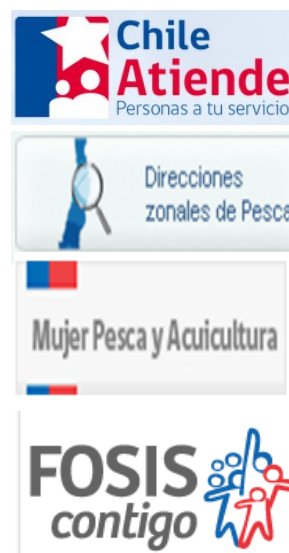 Chile
Atiende
Personas a tu servicio
Direcciones
zonales de Pesca
Mujer Pesca y Acuicultura
FOSIS
contigo